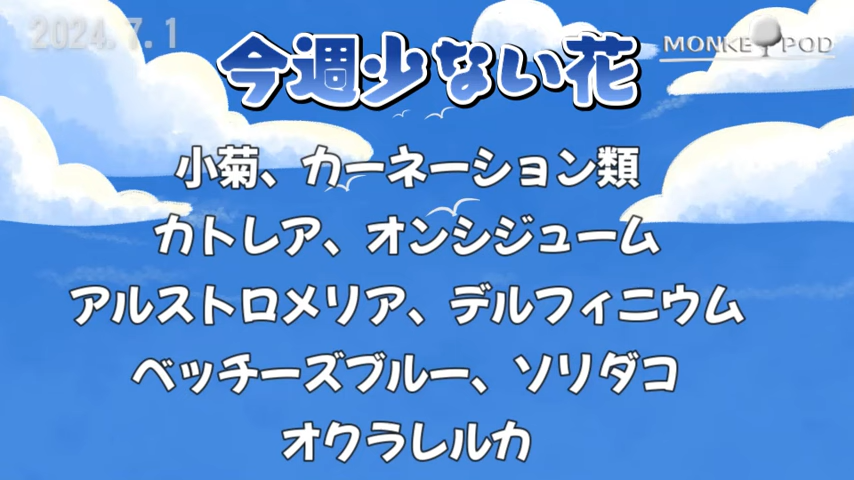 2024.7.1
今週少ない花
MONKEYPOD
小菊、カーネーション類
カトレア、オンシジューム
アルストロメリア、デルフィニウム
ベッチーズブルー、ソリダコ
オクラレルカ